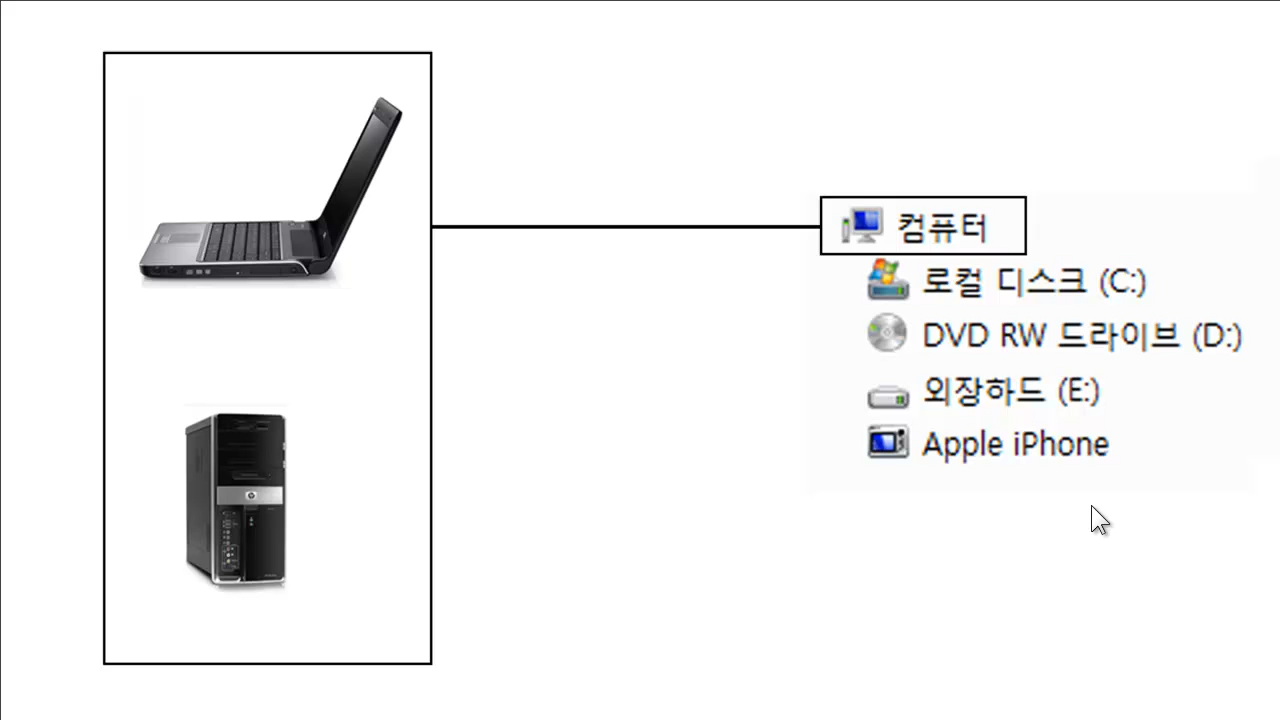 컴퓨터
로컬 디스크 (C:)
DVD RW 드라이브 (D:)
외장하드 (E:)
Apple iPhone